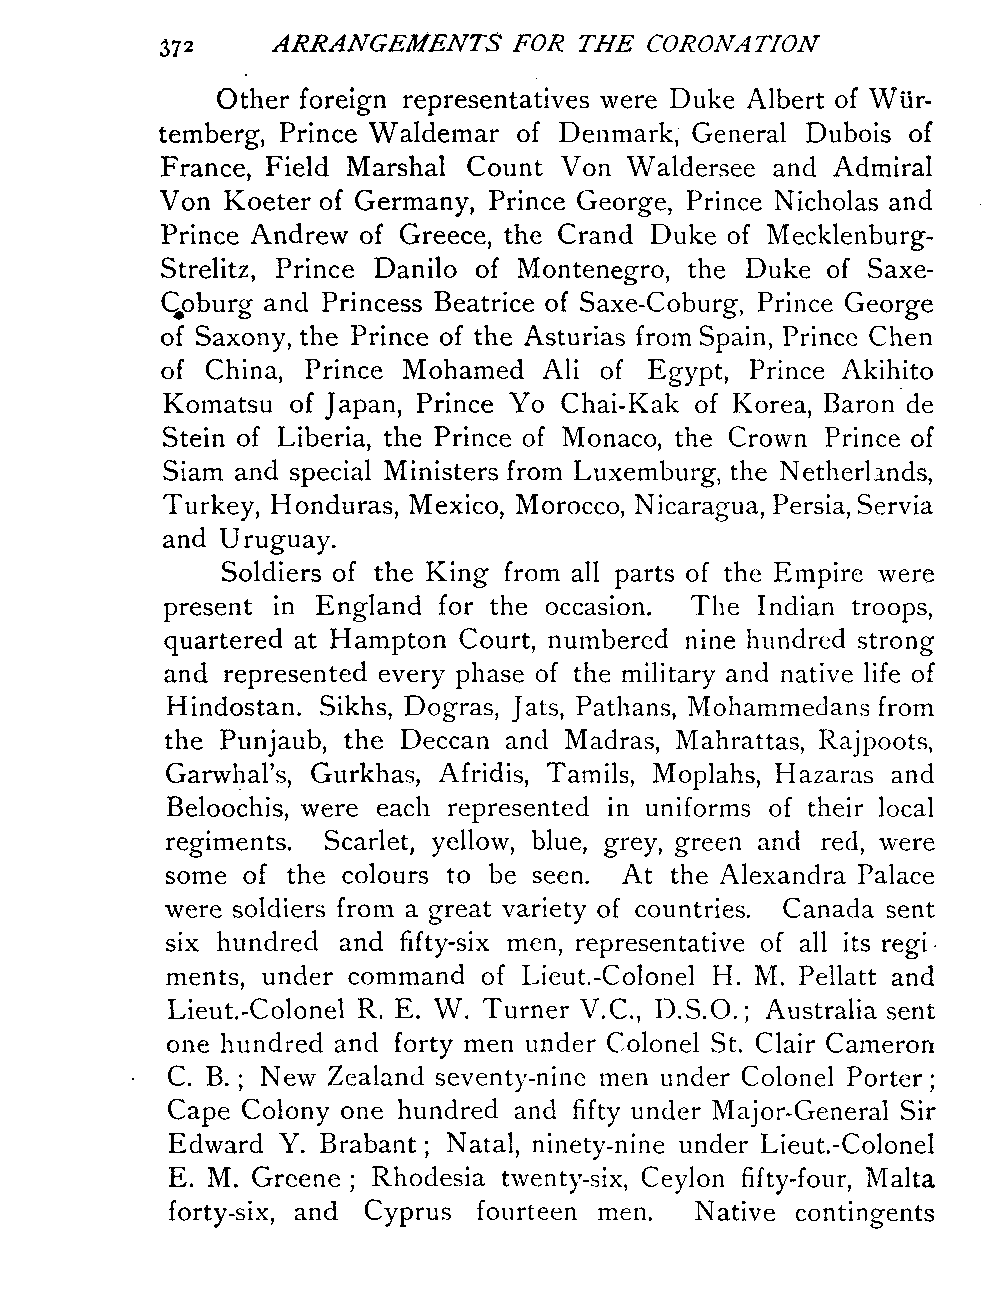 372 ARRANGEMENTS FOR THE CORONATION
Other foreign representatives were Duke Albert of Wür-
temberg, Prince Waldemar of Denmark, General Dubois of
France, Field Marshal Count Von Waldersee and Admiral
Von Koeter of Germany, Prince George, Prince Nicholas and
Prince Andrew of Greece, the Crand Duke of Mecklenburg-
Strelitz, Prince Danilo of Montenegro, the Duke of Saxe-
Coburg and Princess Beatrice of Saxe-Coburg, Prince George
of Saxony, the Prince of the Asturias from Spain, Prince Chen
of China, Prince Mohamed Ali of Egypt, Prince Akihito
Komatsu of Japan, Prince Yo Chai-Kak of Korea, Baron de
Stein of Liberia, the Prince of Monaco, the Crown Prince of
Siam and special Ministers from Luxemburg, the Netherlands,
Turkey, Honduras, Mexico, Morocco, Nicaragua, Persia, Servia
and Uruguay.
Soldiers of the King from all parts of the Empire were
present in England for the occasion. The Indian troops,
quartered at Hampton Court, numbered nine hundred strong
and represented every phase of the military and native life of
Hindostan. Sikhs, Dogras, Jats, Pathans, Mohammedans from
the Punjaub, the Deccan and Madras, Mahrattas, Rajpoots,
Garwhal's, Gurkhas, Afridis, Tamils, Moplahs, Hazaras and
Beloochis, were each represented in uniforms of their local
regiments. Scarlet, yellow, blue, grey, green and red, were
some of the colours to be seen. At the Alexandra Palace
were soldiers from a great variety of countries. Canada sent
six hundred and fifty-six men, representative of all its regi-
ments, under command of Lieut.-Colonel H. M. Pellatt and
Lieut.-Colonel R. E. W. Turner V.C., D.S.O.; Australia sent
one hundred and forty men under Colonel St. Clair Cameron
C. B.; New Zealand seventy-nine men under Colonel Porter;
Cape Colony one hundred and fifty under Major-General Sir
Edward Y. Brabant; Natal, ninety-nine under Lieut.-Colonel
E. M. Greene; Rhodesia twenty-six, Ceylon fifty-four, Malta
forty-six, and Cyprus fourteen men. Native contingents